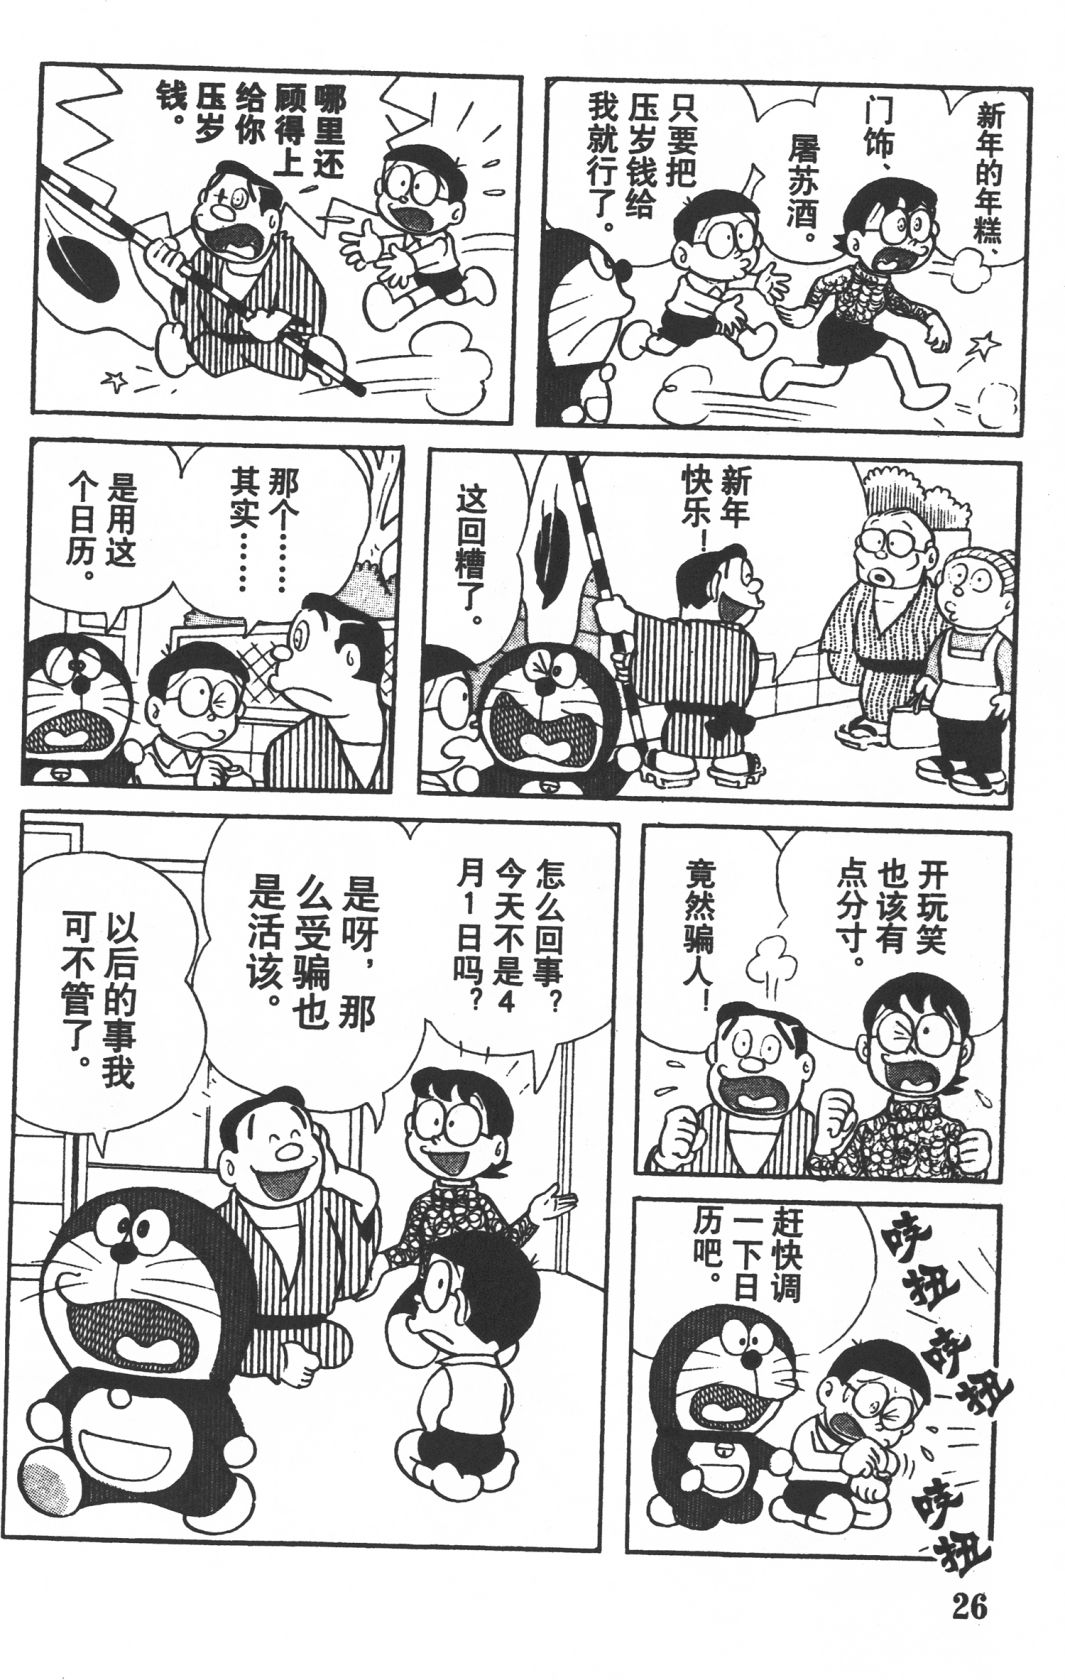 新年的年糕、
门饰、
屠苏酒。
只要把
压岁钱给
我就行了。
哪里还
顾得上
给你
压岁
钱。
新年
快乐！
这回糟了。
那个……
其实……
是用这
个日历。
开玩笑
也该有
点分寸。
竟然骗人！
赶快调
一下日
历吧。
吱
扭
吱
扭
吱
扭
怎么回事？
今天不是4
月1日吗？
是呀，那
么受骗也
是活该。
以后的事我
可不管了。
26